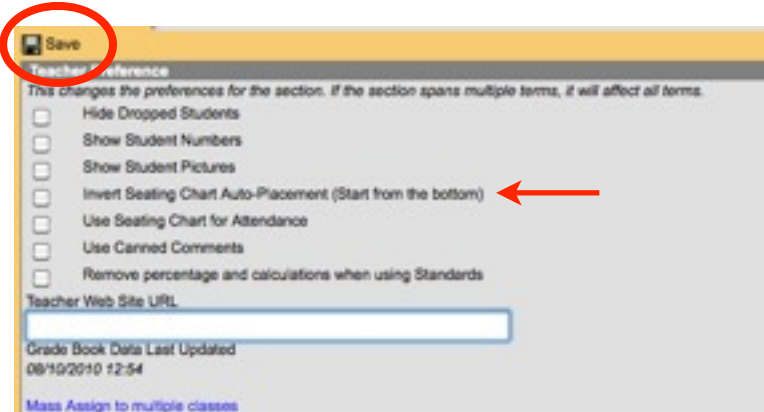 Save
Teacher Preference
This changes the preferences for the section. If the section spans multiple terms, it will affect all terms.
Hide Dropped Students
Show Student Numbers
Show Student Pictures
Invert Seating Chart Auto-Placement (Start from the bottom)
Use Seating Chart for Attendance
Use Canned Comments
Remove percentage and calculations when using Standards
Teacher Web Site URL
Grade Book Data Last Updated
08/10/2010 12:54
Mass Assign to multiple classes